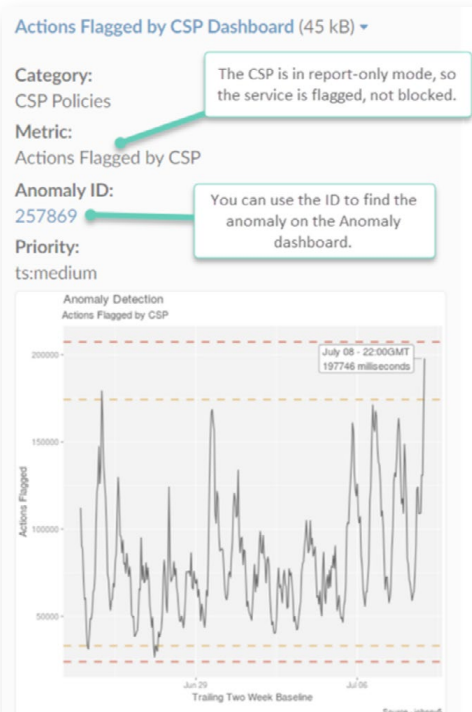 Actions Flagged by CSP Dashboard (45 kB)
Category:
CSP Policies
The CSP is in report-only mode, so
the service is flagged, not blocked.
Metric:
Actions Flagged by CSP
Anomaly ID:
257869
You can use the ID to find the
anomaly on the Anomaly
dashboard.
Priority:
ts:medium
Anomaly Detection
Actions Flagged by CSP
July 08 - 22:00GMT
197746 milliseconds
200000
150000
100000
50000
Actions Flagged
Jun 29
Jul 06
Trailing Two Week Baseline